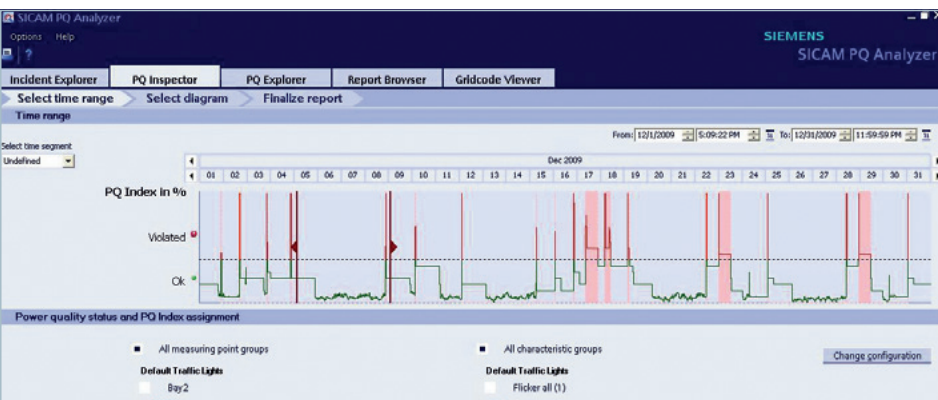 SICAM PQ Analyzer
Options Help
SIEMENS
SICAM PQ Analyzer
Incident Explorer PQ Inspector PQ Explorer Report Browser Gridcode Viewer
Select time range Select diagram Finalize report
Time range
From: 12/1/2009 5:09:22 PM To: 12/31/2009 11:59:59 PM
Select time segment
Undefined
Dec 2009
01 02 03 04 05 06 07 08 09 10 11 12 13 14 15 16 17 18 19 20 21 22 23 24 25 26 27 28 29 30 31
PQ Index in %
Violated
Ok
Power quality status and PQ Index assignment
All measuring point groups All characteristic groups
Change configuration
Default Traffic Lights Default Traffic Lights
Bay2 Flicker all (1)